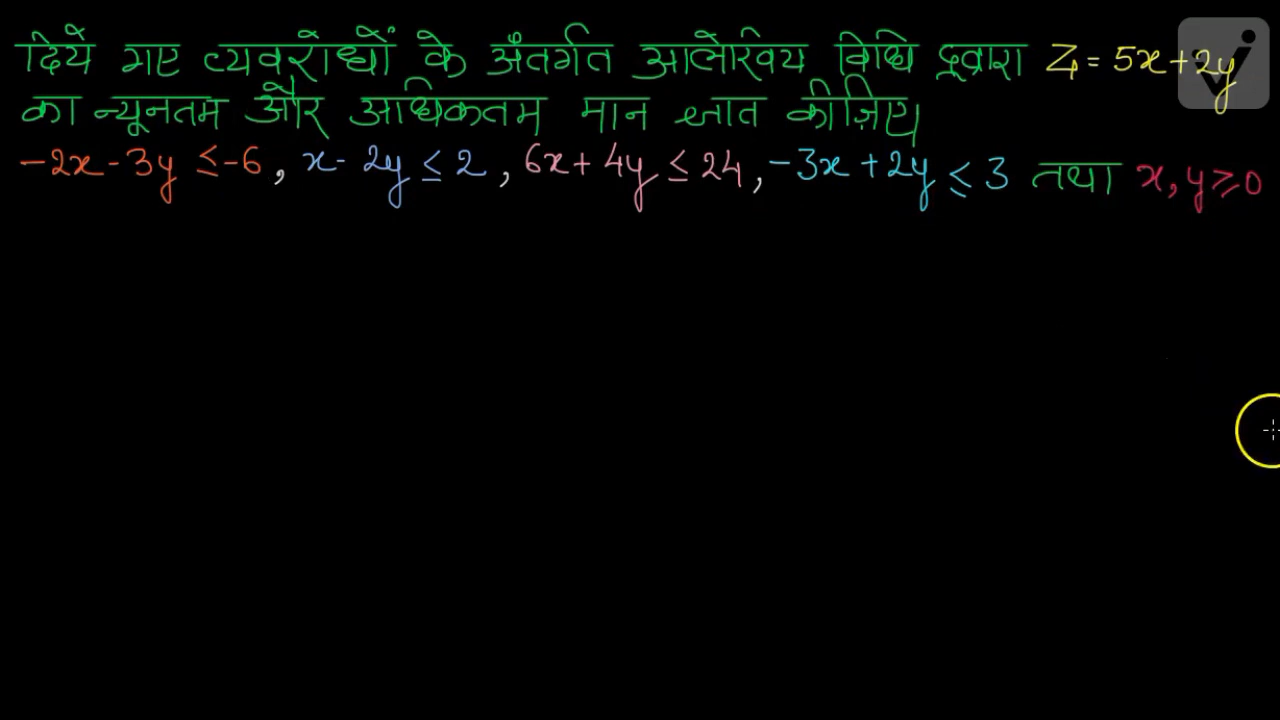 दिये गए व्यवरोधों के अँतर्गत आलेखिय विधि द्वारा Z = 5x + 2y
का न्यूनतम और अधिकतम मान ज्ञात कीज़िए
-2x - 3y ≤ -6, x - 2y ≤ 2, 6x + 4y ≤ 24, -3x + 2y ≤ 3 तथा x, y ≥ 0